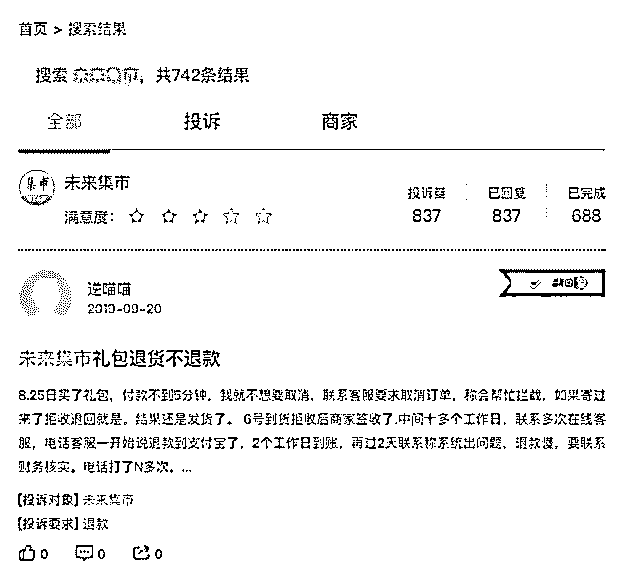 首页 > 搜索结果
搜索 共742条结果
全部 投诉 商家
集市 未来集市
投诉量 已回复 已完成
满意度： 837 837 688
逆喵喵
2019-09-20
未来集市礼包退货不退款
8.25日买了礼包，付款不到5分钟，我就不想要取消，联系客服要求取消订单，称会帮忙拦截，如果寄过
来了拒收退回就是。结果还是发货了。6号到货拒收后商家签收了,中间十多个工作日，联系多次在线客
服，电话客服一开始说退款到支付宝了，2个工作日到账，再过2天联系称系统出问题、退款慢，要联系
财务核实。电话打了N多次。...
[投诉对象] 未来集市
[投诉要求] 退款
0 0 0